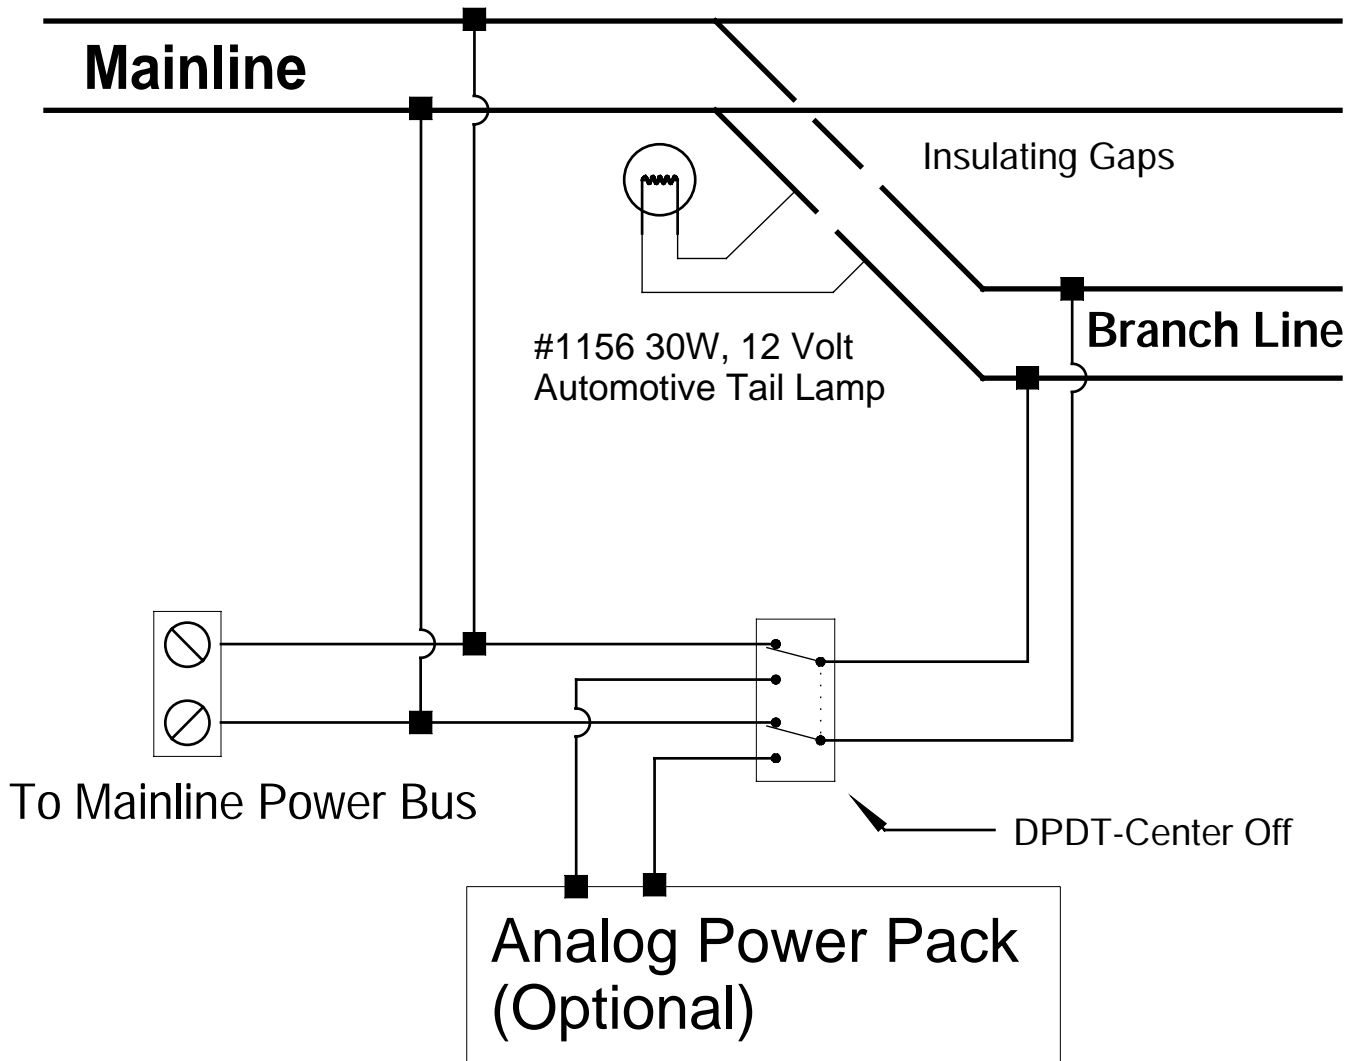 Mainline
Insulating Gaps
Branch Line
#1156 30W, 12 Volt
Automotive Tail Lamp
To Mainline Power Bus
DPDT-Center Off
Analog Power Pack
(Optional)